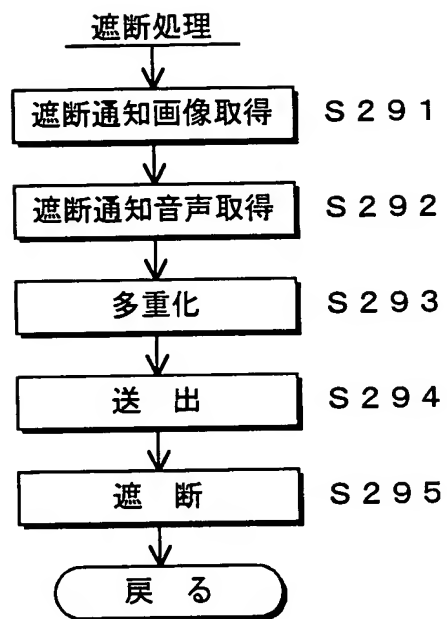 遮断処理
遮断通知画像取得 S291
遮断通知音声取得 S292
多重化 S293
送 出 S294
遮 断 S295
戻 る